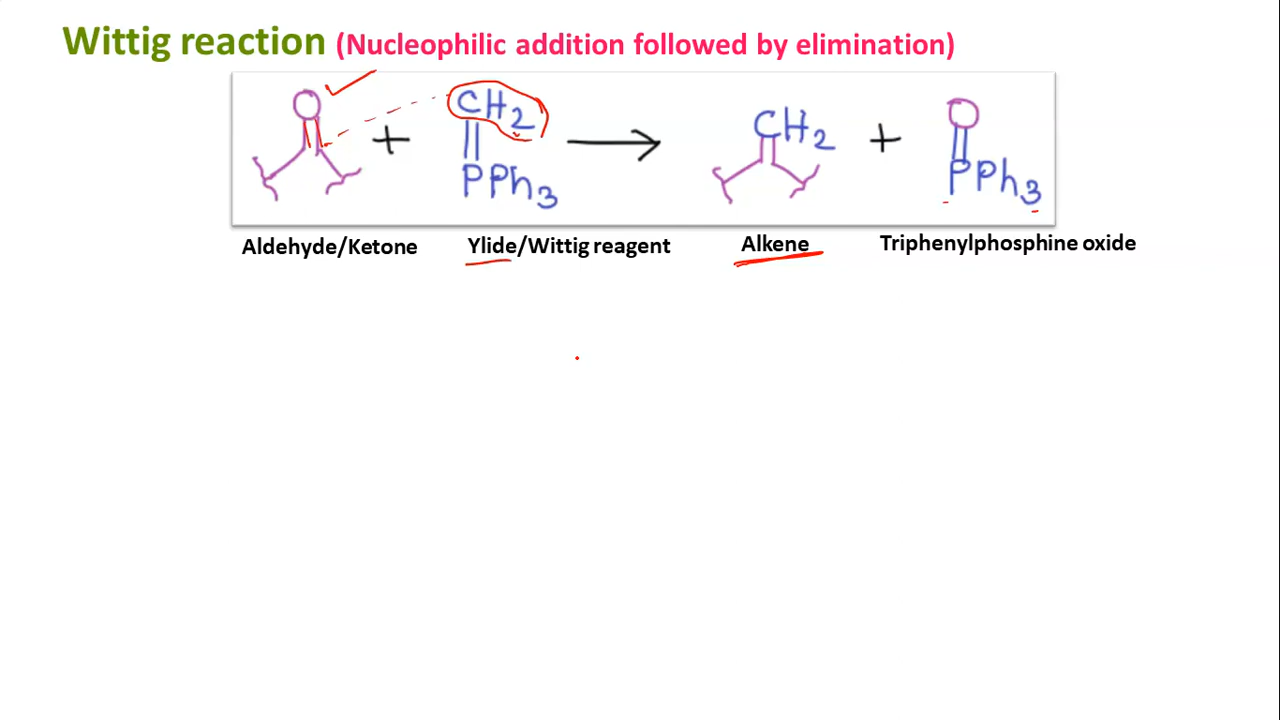 Wittig reaction (Nucleophilic addition followed by elimination)
O + CH2 PPh3 → CH2 + O PPh3
Aldehyde/Ketone Ylide/Wittig reagent Alkene Triphenylphosphine oxide